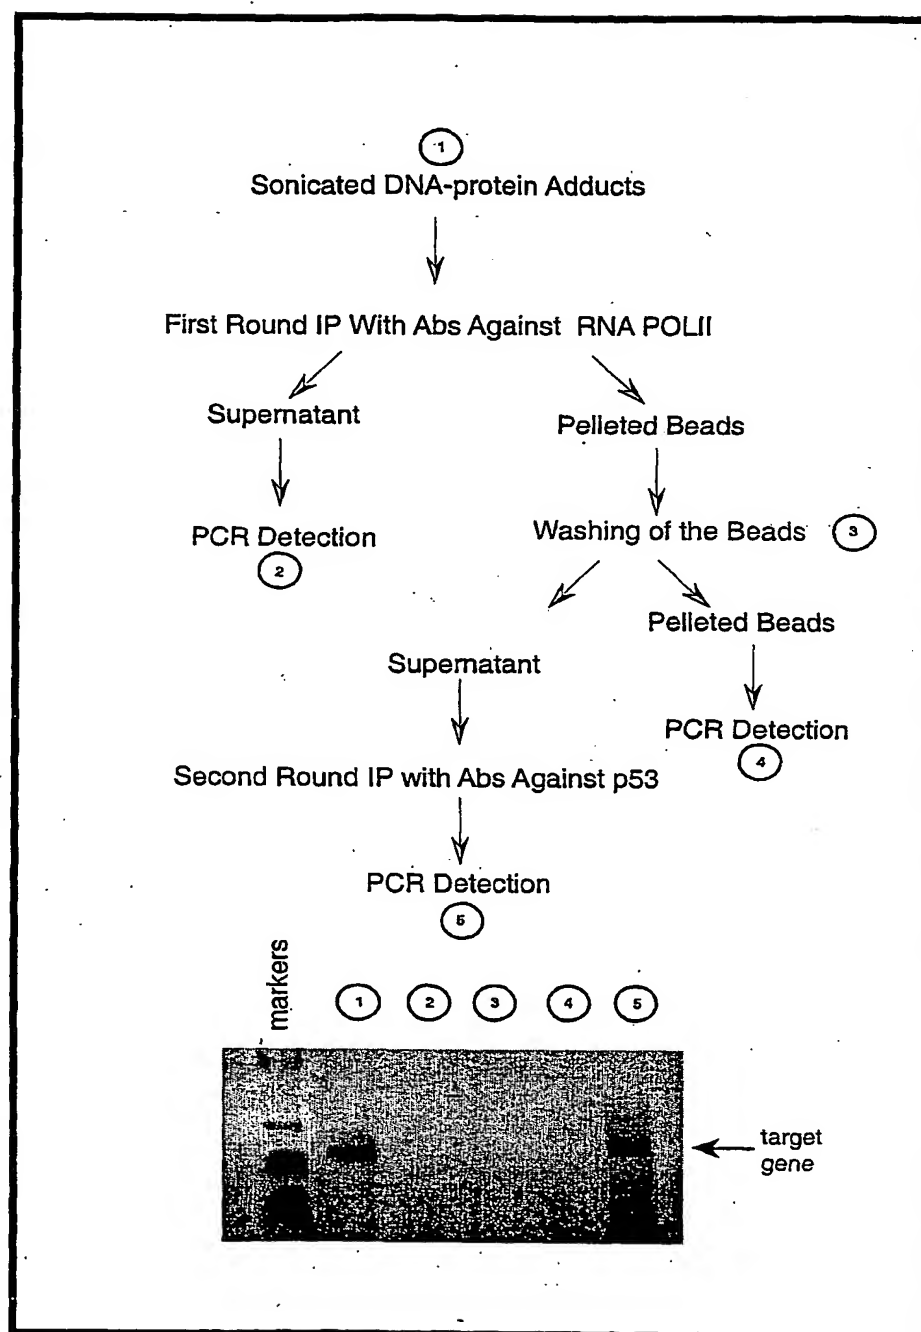 1
Sonicated DNA-protein Adducts
First Round IP With Abs Against RNA POLII
Supernatant
Pelleted Beads
PCR Detection
2
Washing of the Beads 3
Supernatant
Pelleted Beads
PCR Detection
4
Second Round IP with Abs Against p53
PCR Detection
5
markers 1 2 3 4 5
target
gene